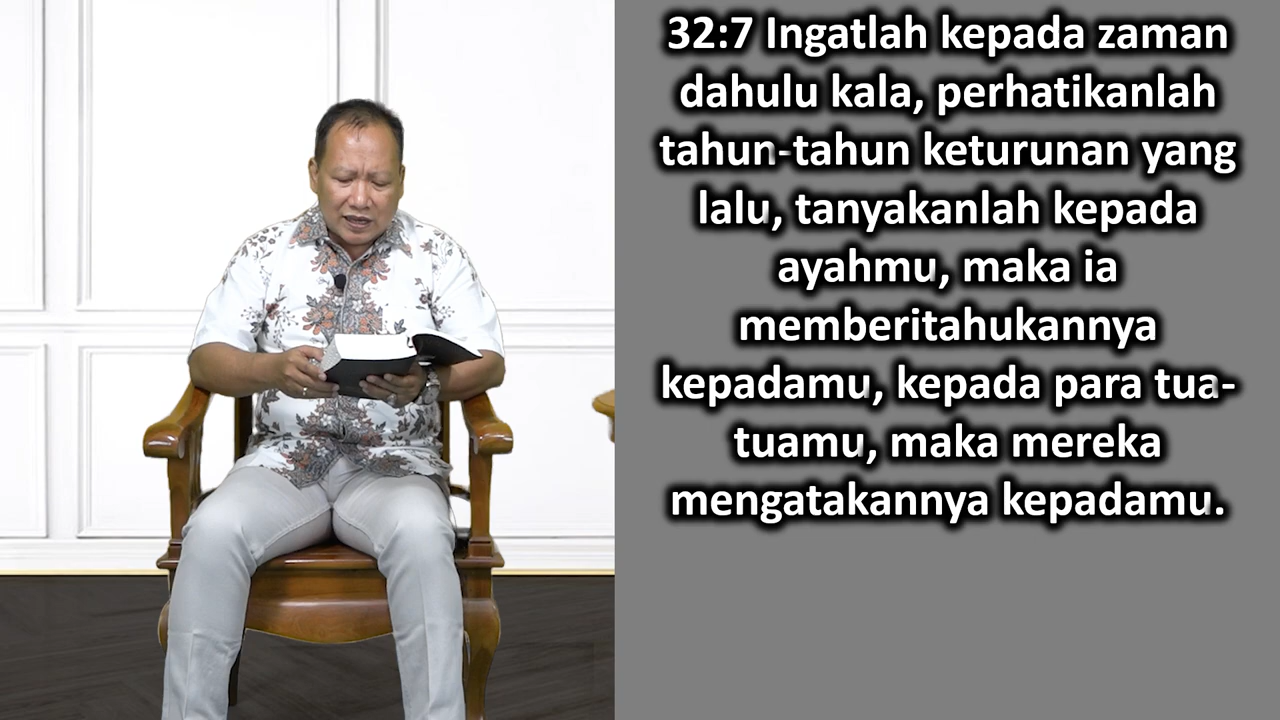 32:7 Ingatlah kepada zaman
dahulu kala, perhatikanlah
tahun-tahun keturunan yang
lalu, tanyakanlah kepada
ayahmu, maka ia
memberitahukannya
kepadamu, kepada para tua-
tuamu, maka mereka
mengatakannya kepadamu.